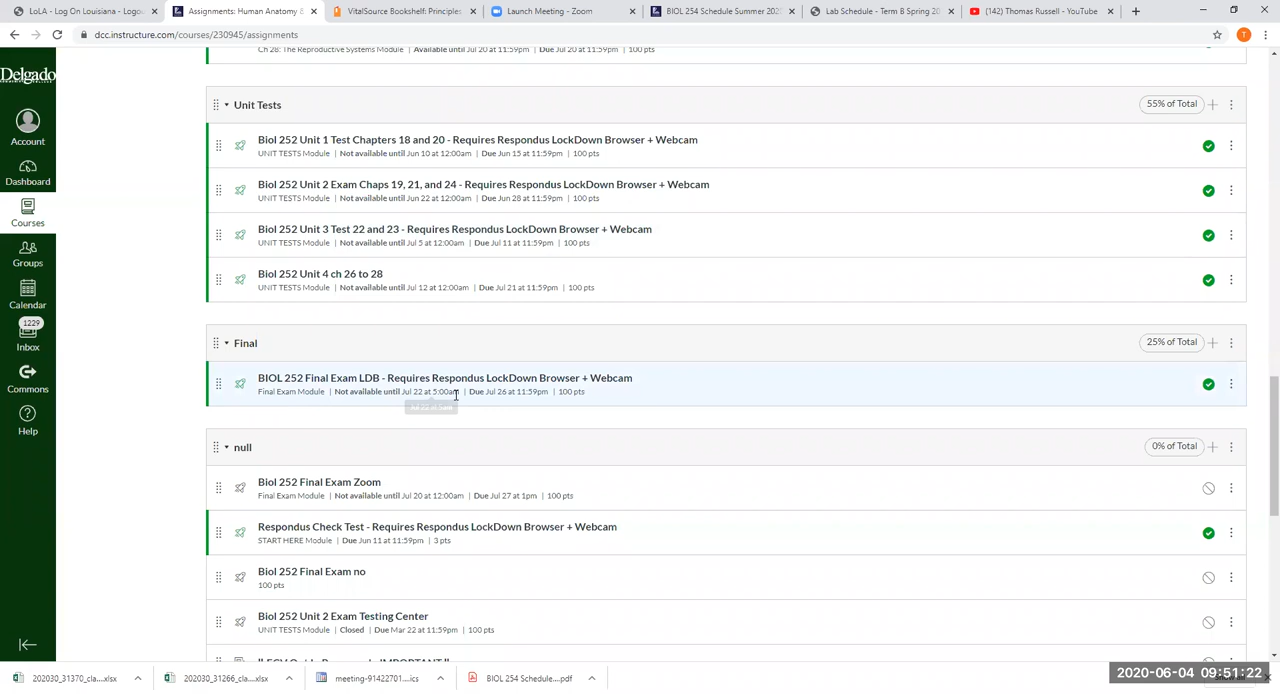 LoLA - Log On Louisiana - Logou
Assignments: Human Anatomy &
VitalSource Bookshelf: Principles
Launch Meeting - Zoom
BIOL 254 Schedule Summer 202
Lab Schedule - Term B Spring 20
(142) Thomas Russell - YouTube
dcc.instructure.com/courses/230945/assignments
T
Delgado
Account
Dashboard
Courses
Groups
Calendar
1229
Inbox
Commons
Help
Ch 28: The Reproductive Systems Module | Available until Jul 20 at 11:59pm | Due Jul 20 at 11:59pm | 100 pts
Unit Tests
55% of Total
Biol 252 Unit 1 Test Chapters 18 and 20 - Requires Respondus LockDown Browser + Webcam
UNIT TESTS Module | Not available until Jun 10 at 12:00am | Due Jun 15 at 11:59pm | 100 pts
Biol 252 Unit 2 Exam Chaps 19, 21, and 24 - Requires Respondus LockDown Browser + Webcam
UNIT TESTS Module | Not available until Jun 22 at 12:00am | Due Jun 28 at 11:59pm | 100 pts
Biol 252 Unit 3 Test 22 and 23 - Requires Respondus LockDown Browser + Webcam
UNIT TESTS Module | Not available until Jul 5 at 12:00am | Due Jul 11 at 11:59pm | 100 pts
Biol 252 Unit 4 ch 26 to 28
UNIT TESTS Module | Not available until Jul 12 at 12:00am | Due Jul 21 at 11:59pm | 100 pts
Final
25% of Total
BIOL 252 Final Exam LDB - Requires Respondus LockDown Browser + Webcam
Final Exam Module | Not available until Jul 22 at 5:00am | Due Jul 26 at 11:59pm | 100 pts
Jul 22 at 5am
null
0% of Total
Biol 252 Final Exam Zoom
Final Exam Module | Not available until Jul 20 at 12:00am | Due Jul 27 at 1pm | 100 pts
Respondus Check Test - Requires Respondus LockDown Browser + Webcam
START HERE Module | Due Jun 11 at 11:59pm | 3 pts
Biol 252 Final Exam no
100 pts
Biol 252 Unit 2 Exam Testing Center
UNIT TESTS Module | Closed | Due Mar 22 at 11:59pm | 100 pts
202030_31370_cla....xlsx
202030_31266_cla....xlsx
meeting-91422701....ics
BIOL 254 Schedule....pdf
2020-06-04 09:51:22